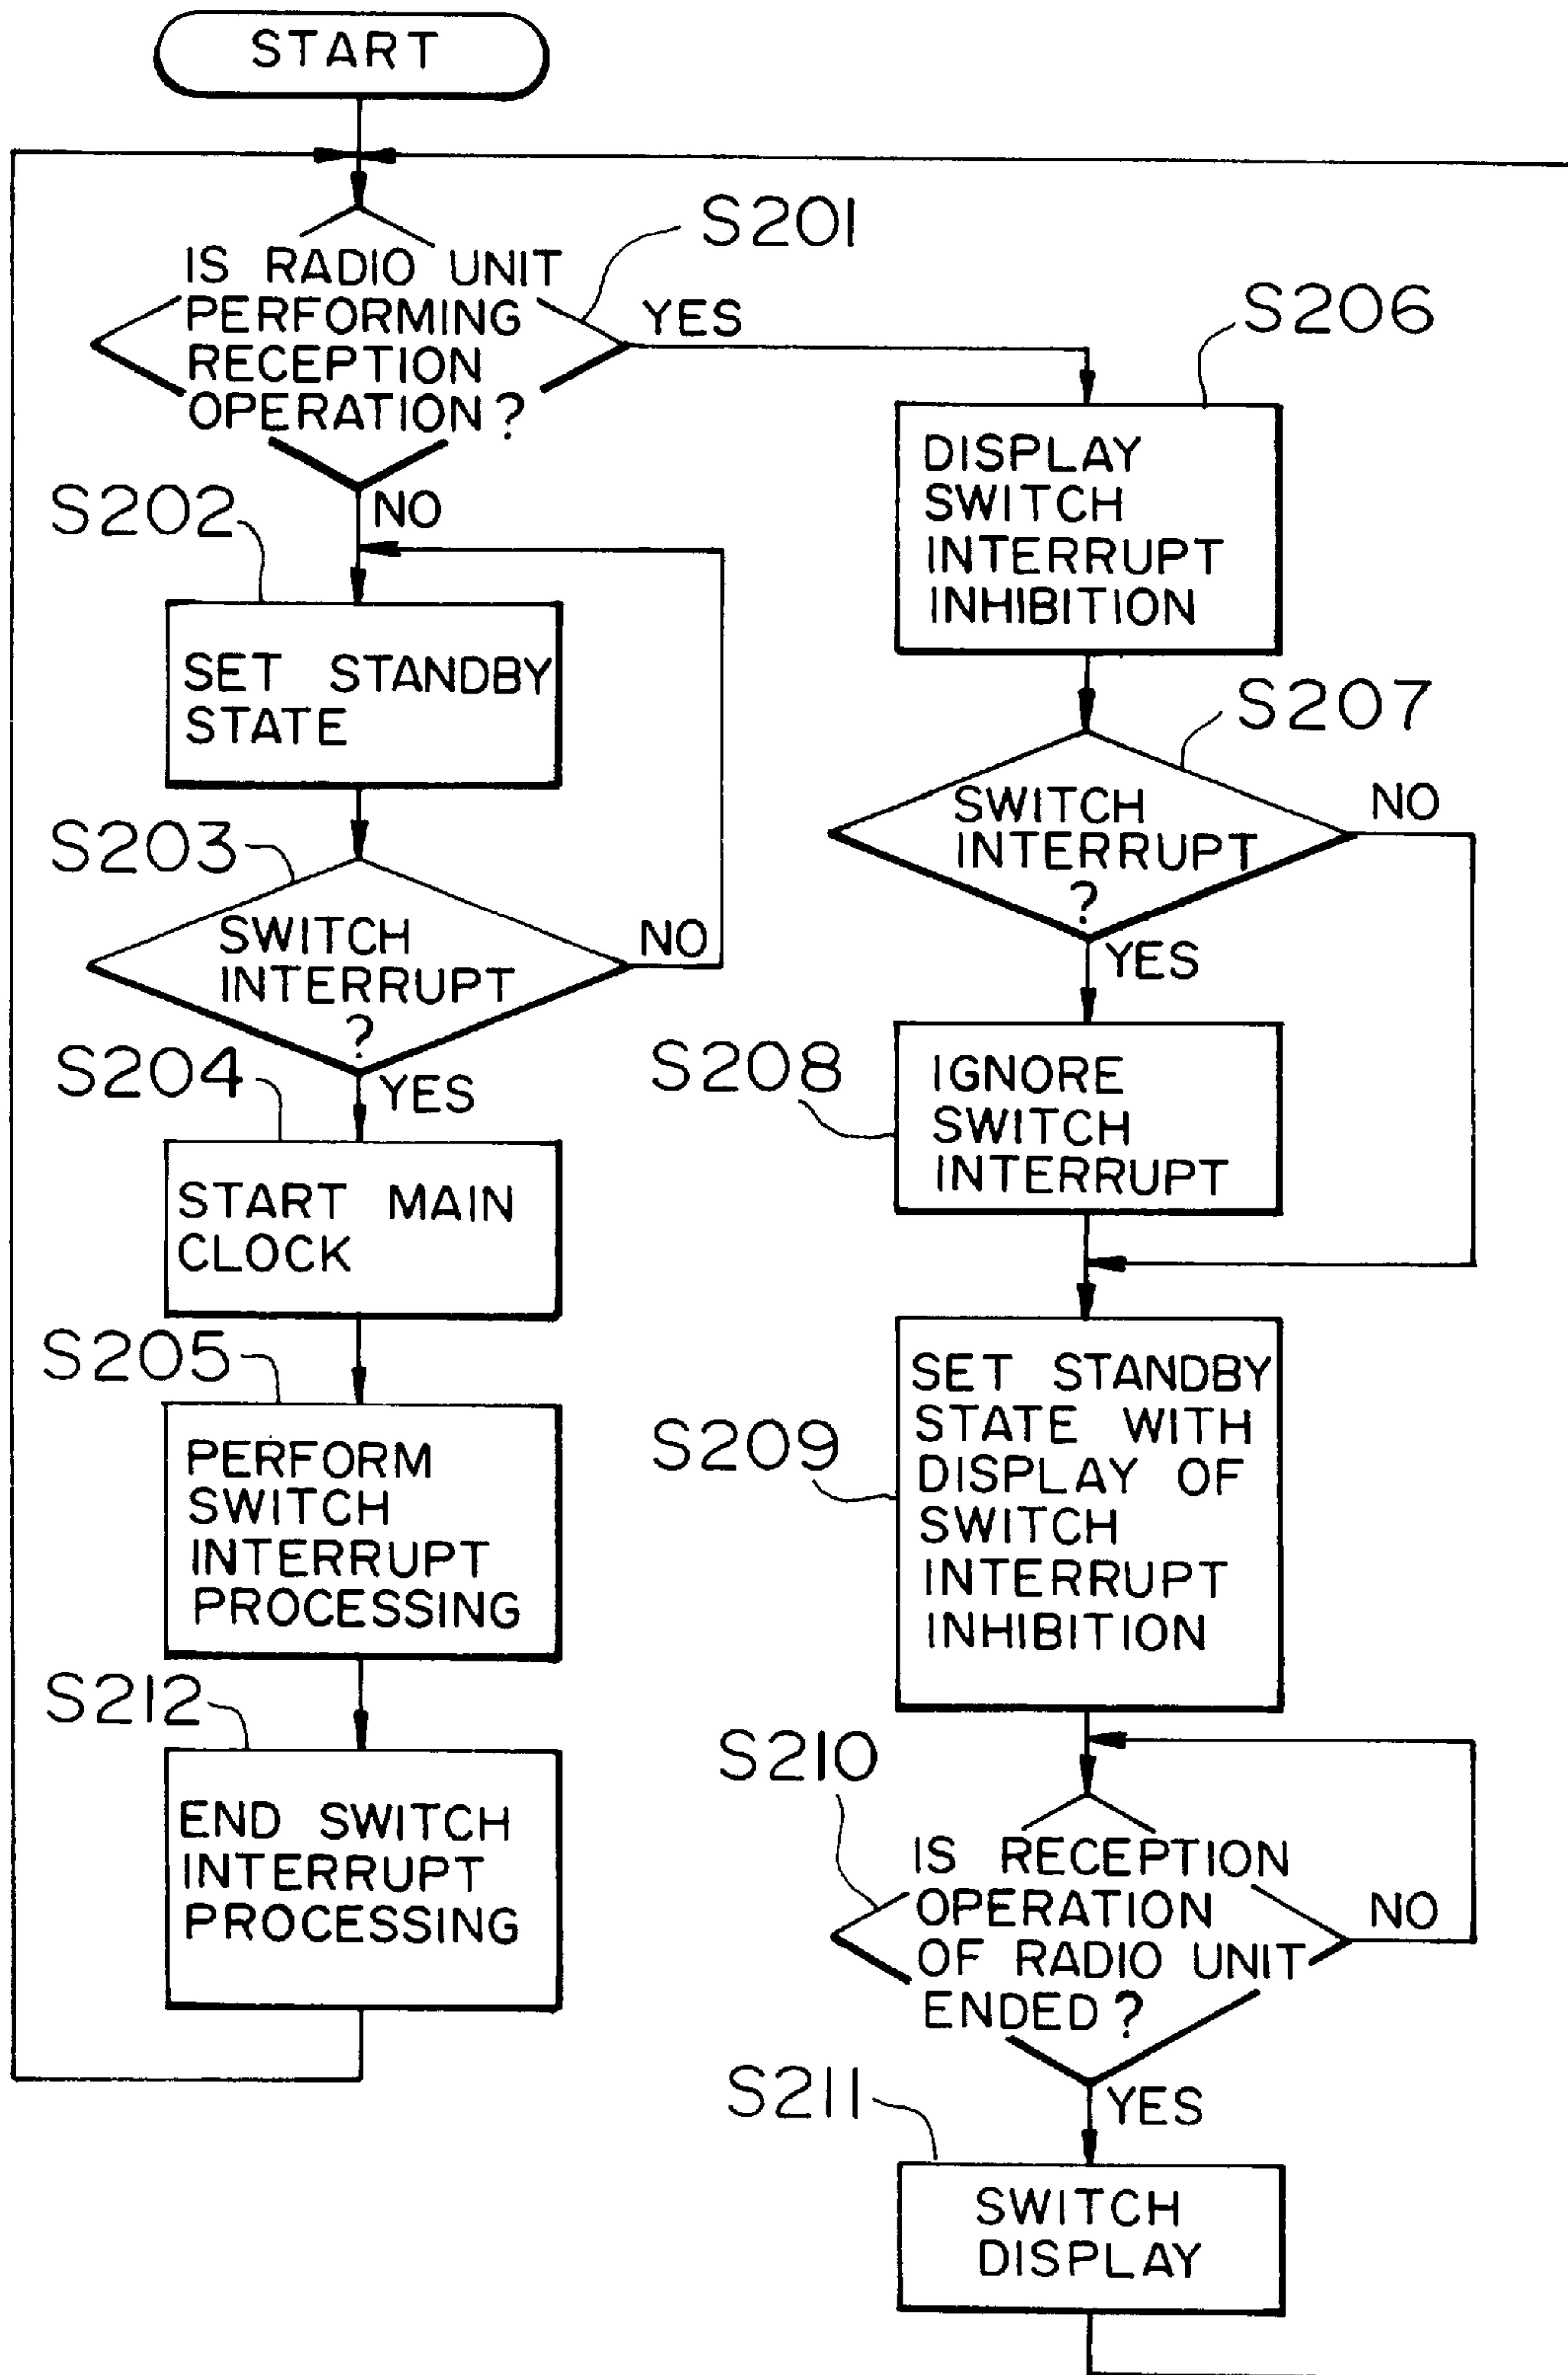 START
S201
IS RADIO UNIT
PERFORMING
RECEPTION
OPERATION?
YES
NO
S202
SET STANDBY
STATE
S203
SWITCH
INTERRUPT
?
NO
YES
S204
START MAIN
CLOCK
S205
PERFORM
SWITCH
INTERRUPT
PROCESSING
S212
END SWITCH
INTERRUPT
PROCESSING
S206
DISPLAY
SWITCH
INTERRUPT
INHIBITION
S207
SWITCH
INTERRUPT
?
NO
YES
S208
IGNORE
SWITCH
INTERRUPT
S209
SET STANDBY
STATE WITH
DISPLAY OF
SWITCH
INTERRUPT
INHIBITION
S210
IS RECEPTION
OPERATION
OF RADIO UNIT
ENDED?
NO
YES
S211
SWITCH
DISPLAY